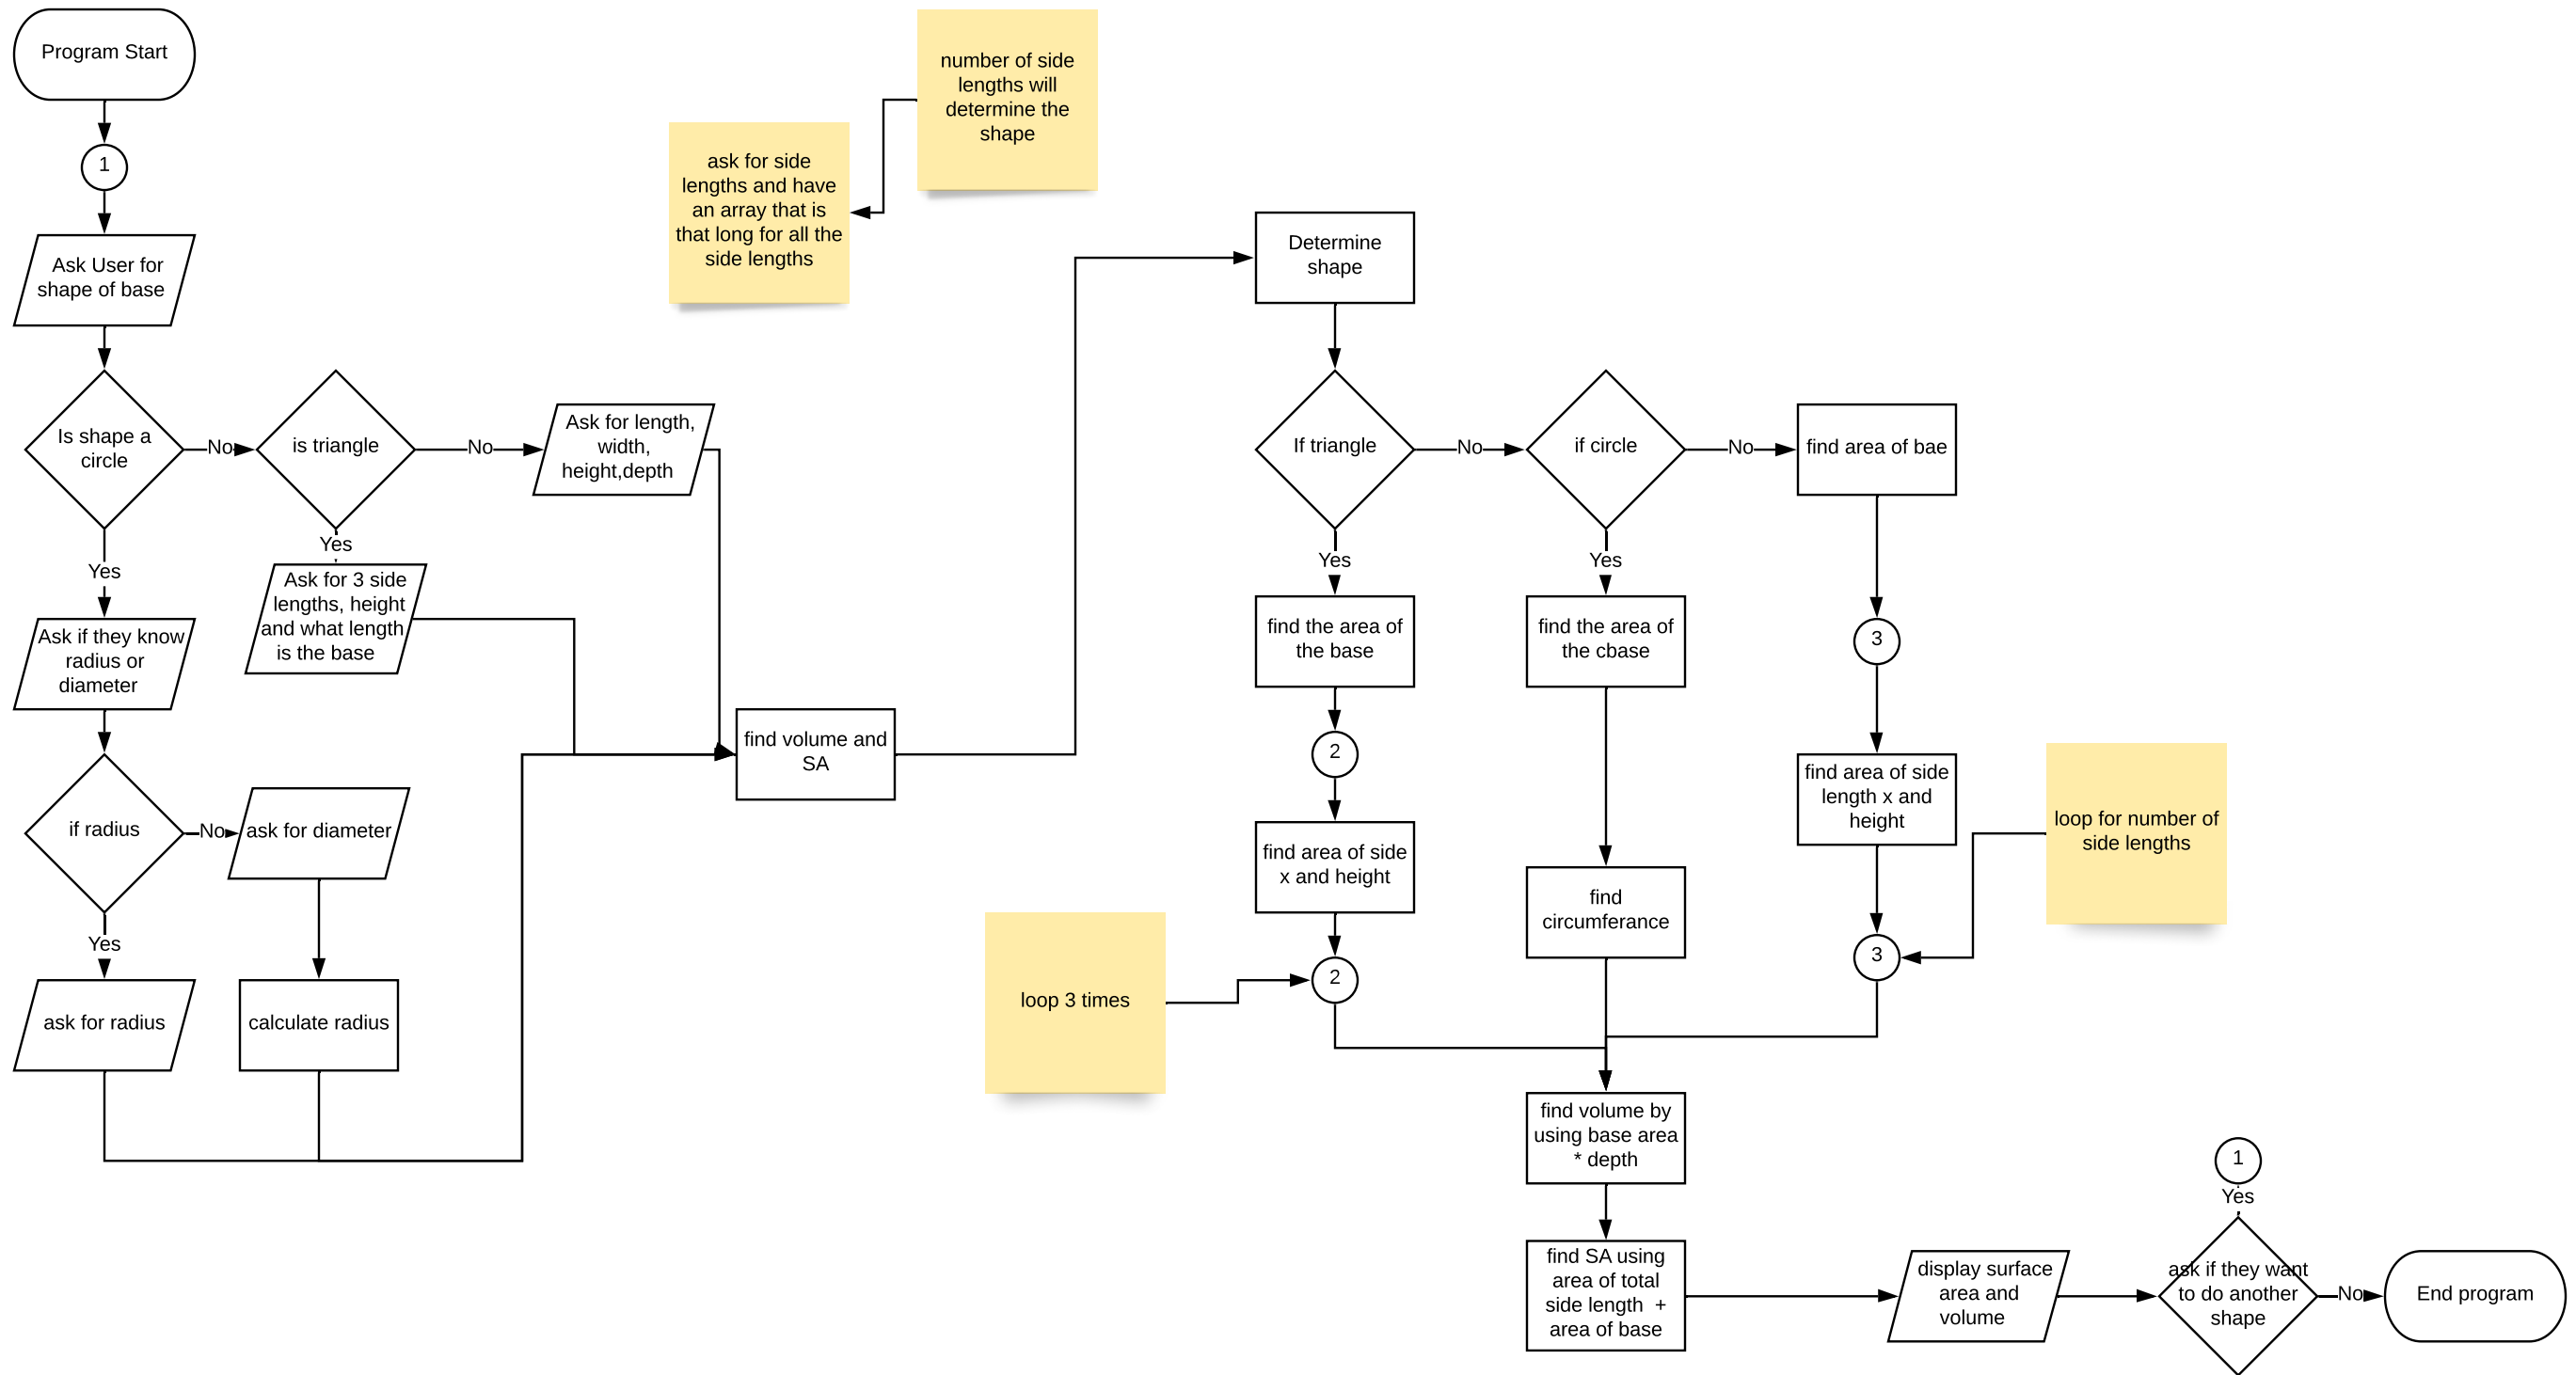 Program Start
1
Ask User for
shape of base
Is shape a
circle
No
is triangle
No
Ask for length,
width,
height,depth
Yes
Ask for 3 side
lengths, height
and what length
is the base
Yes
Ask if they know
radius or
diameter
if radius
No
ask for diameter
Yes
ask for radius
calculate radius
number of side
lengths will
determine the
shape
ask for side
lengths and have
an array that is
that long for all the
side lengths
find volume and
SA
Determine
shape
If triangle
No
if circle
No
find area of bae
Yes
find the area of
the base
2
find area of side
x and height
2
loop 3 times
Yes
find the area of
the cbase
find
circumferance
3
find area of side
length x and
height
3
loop for number of
side lengths
find volume by
using base area
* depth
find SA using
area of total
side length +
area of base
display surface
area and
volume
1
Yes
ask if they want
to do another
shape
No
End program